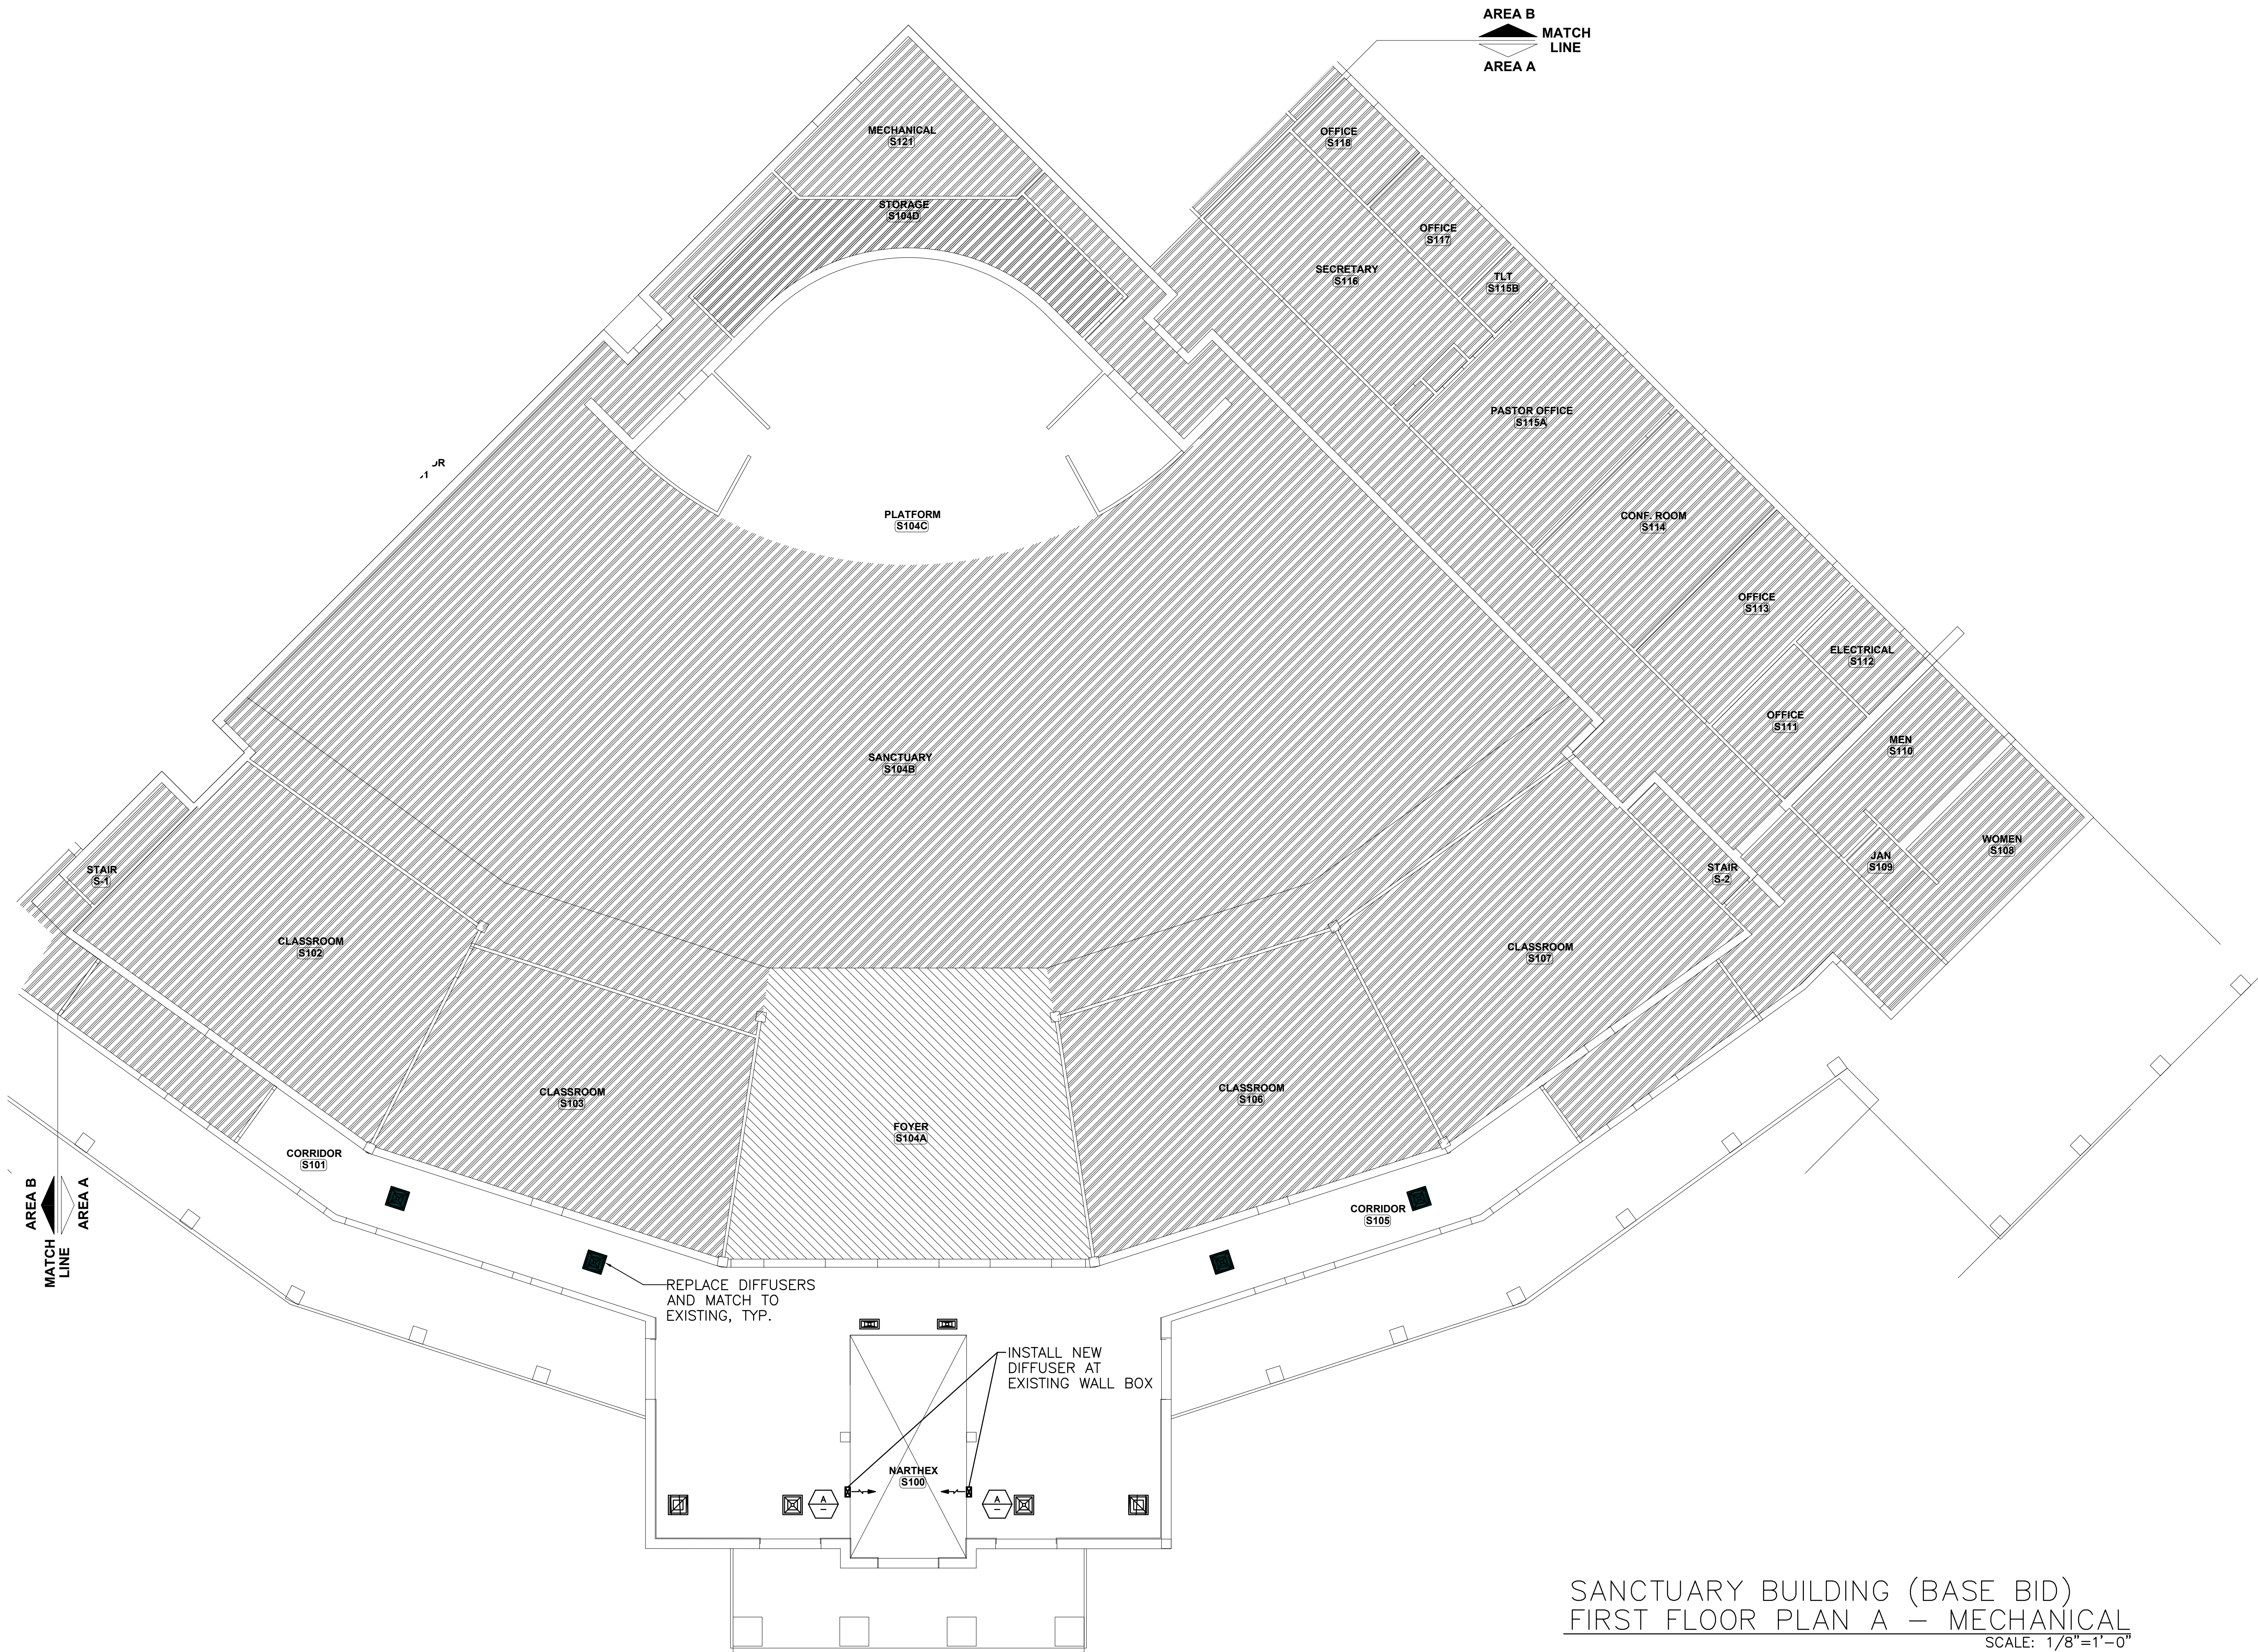 AREA B
MATCH
LINE
AREA A
MECHANICAL
S121
OFFICE
S118
STORAGE
S104D
OFFICE
S117
SECRETARY
S116
TLT
S115B
PASTOR OFFICE
S115A
PLATFORM
S104C
CONF. ROOM
S114
OFFICE
S113
ELECTRICAL
S112
OFFICE
S111
MEN
S110
SANCTUARY
S104B
WOMEN
S108
JAN
S109
STAIR
S-1
STAIR
S-2
CLASSROOM
S102
CLASSROOM
S107
CLASSROOM
S103
CLASSROOM
S106
FOYER
S104A
CORRIDOR
S101
CORRIDOR
S105
AREA B
AREA A
MATCH
LINE
REPLACE DIFFUSERS
AND MATCH TO
EXISTING, TYP.
INSTALL NEW
DIFFUSER AT
EXISTING WALL BOX
NARTHEX
S100
A
–
A
–
SANCTUARY BUILDING (BASE BID)
FIRST FLOOR PLAN A – MECHANICAL
SCALE: 1/8"=1'-0"